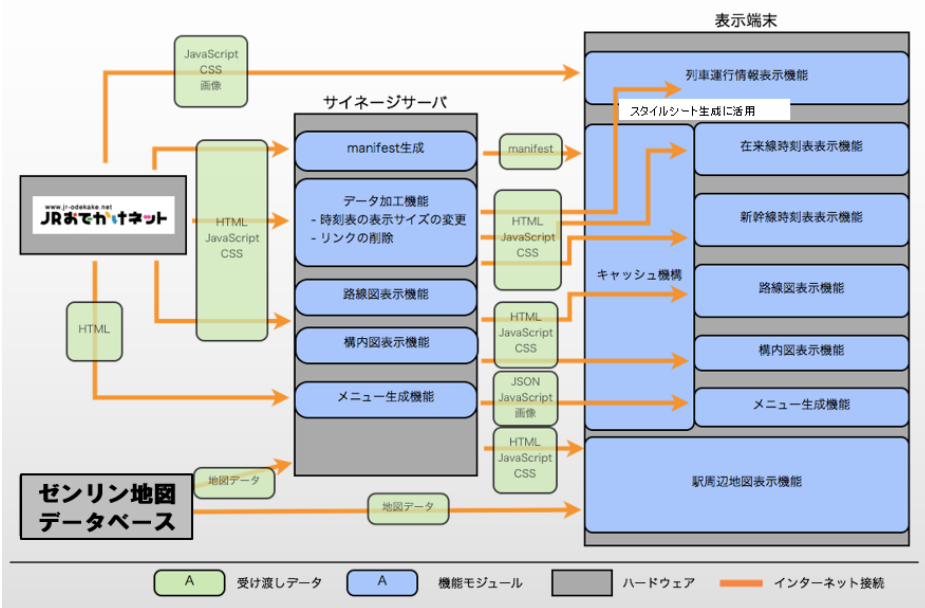 表示端末
JavaScript
CSS
画像
列車運行情報表示機能
サイネージサーバ
スタイルシート生成に活用
manifest生成
manifest
在来線時刻表表示機能
www.jr-odekake.net
JRおでかけネット
HTML
JavaScript
CSS
データ加工機能
- 時刻表の表示サイズの変更
- リンクの削除
HTML
JavaScript
CSS
新幹線時刻表表示機能
キャッシュ機構
路線図表示機能
路線図表示機能
HTML
HTML
JavaScript
CSS
構内図表示機能
構内図表示機能
メニュー生成機能
JSON
JavaScript
画像
メニュー生成機能
HTML
JavaScript
CSS
ゼンリン地図
データベース
地図データ
地図データ
駅周辺地図表示機能
A
受け渡しデータ
A
機能モジュール
ハードウェア
インターネット接続